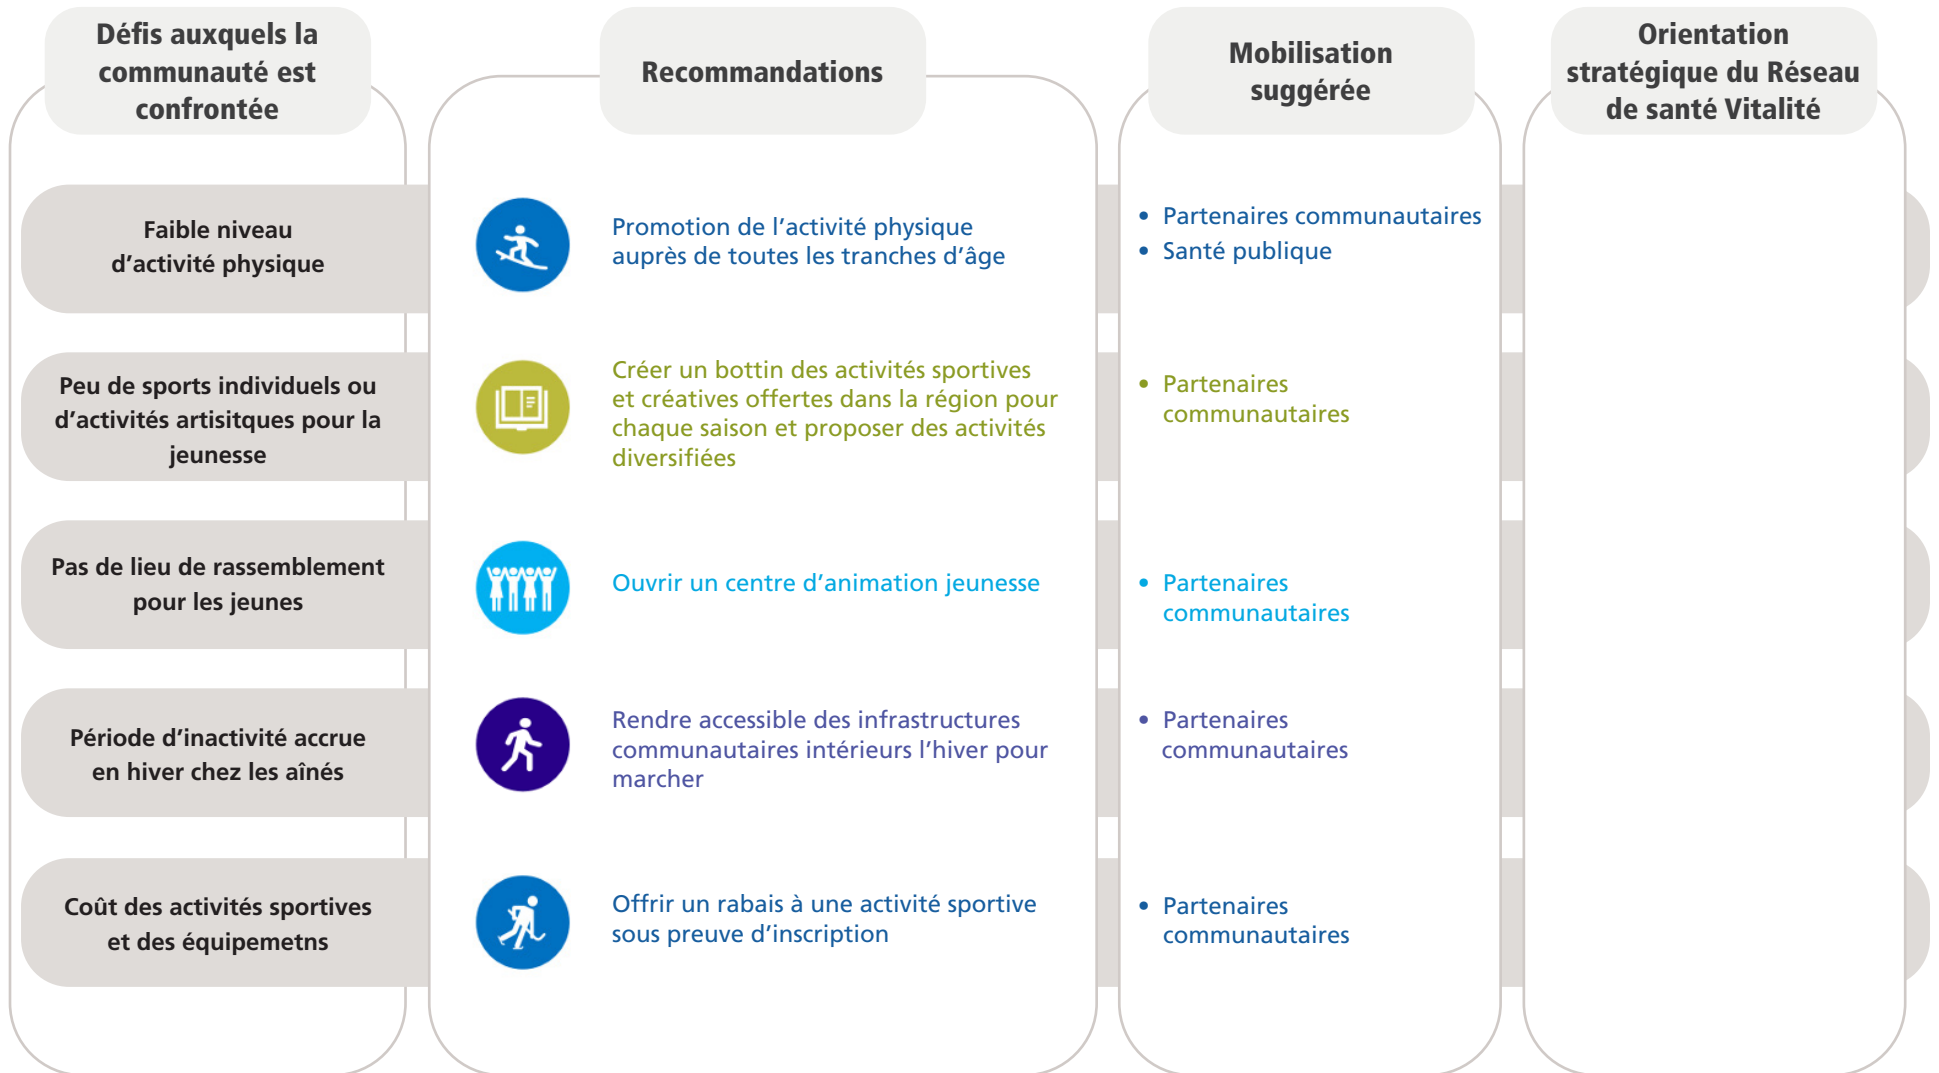 Défis auxquels la
communauté est
confrontée
Recommandations
Mobilisation
suggérée
Orientation
stratégique du Réseau
de santé Vitalité
Faible niveau
d'activité physique
Promotion de l'activité physique
auprès de toutes les tranches d'âge
• Partenaires communautaires
• Santé publique
Peu de sports individuels ou
d'activités artisitques pour la
jeunesse
Créer un bottin des activités sportives
et créatives offertes dans la région pour
chaque saison et proposer des activités
diversifiées
• Partenaires
communautaires
Pas de lieu de rassemblement
pour les jeunes
Ouvrir un centre d'animation jeunesse
• Partenaires
communautaires
Période d'inactivité accrue
en hiver chez les aînés
Rendre accessible des infrastructures
communautaires intérieurs l'hiver pour
marcher
• Partenaires
communautaires
Coût des activités sportives
et des équipemetns
Offrir un rabais à une activité sportive
sous preuve d'inscription
• Partenaires
communautaires